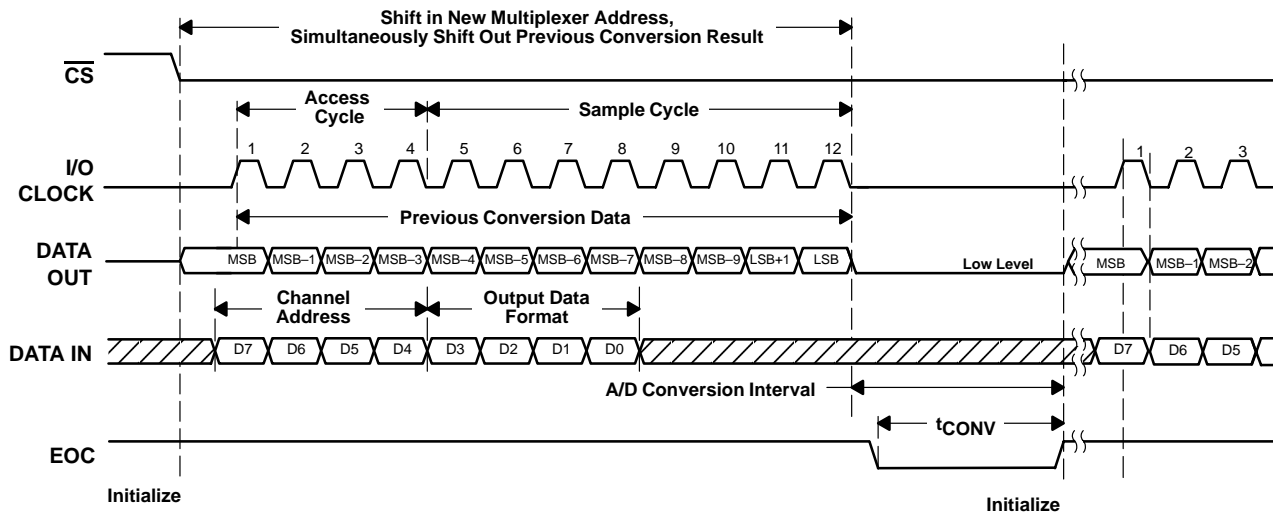 Shift in New Multiplexer Address,
Simultaneously Shift Out Previous Conversion Result
CS
Access
Cycle
Sample Cycle
1 2 3 4 5 6 7 8 9 10 11 12 1 2 3
I/O
CLOCK
Previous Conversion Data
DATA
OUT
MSB MSB–1 MSB–2 MSB–3 MSB–4 MSB–5 MSB–6 MSB–7 MSB–8 MSB–9 LSB+1 LSB Low Level MSB MSB–1 MSB–2
Channel
Address
Output Data
Format
DATA IN D7 D6 D5 D4 D3 D2 D1 D0 D7 D6 D5
A/D Conversion Interval
tCONV
EOC
Initialize Initialize